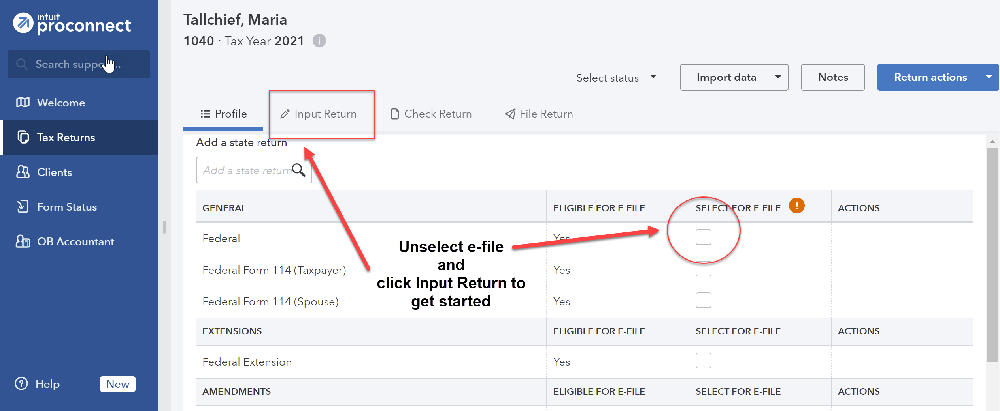 intuit
proconnect
Search suppo ..
Welcome
Tax Returns
Clients
Form Status
QB Accountant
Help
New
Tallchief, Maria
1040 · Tax Year 2021
i
Select status
Import data
Notes
Return actions
Profile
Input Return
Check Return
File Return
Add a state return
Add a state return
GENERAL
ELIGIBLE FOR E-FILE
SELECT FOR E-FILE
!
ACTIONS
Federal
Yes
Federal Form 114 (Taxpayer)
Yes
Federal Form 114 (Spouse)
Yes
Unselect e-file
and
click Input Return to
get started
EXTENSIONS
ELIGIBLE FOR E-FILE
SELECT FOR E-FILE
ACTIONS
Federal Extension
Yes
AMENDMENTS
ELIGIBLE FOR E-FILE
SELECT FOR E-FILE
ACTIONS